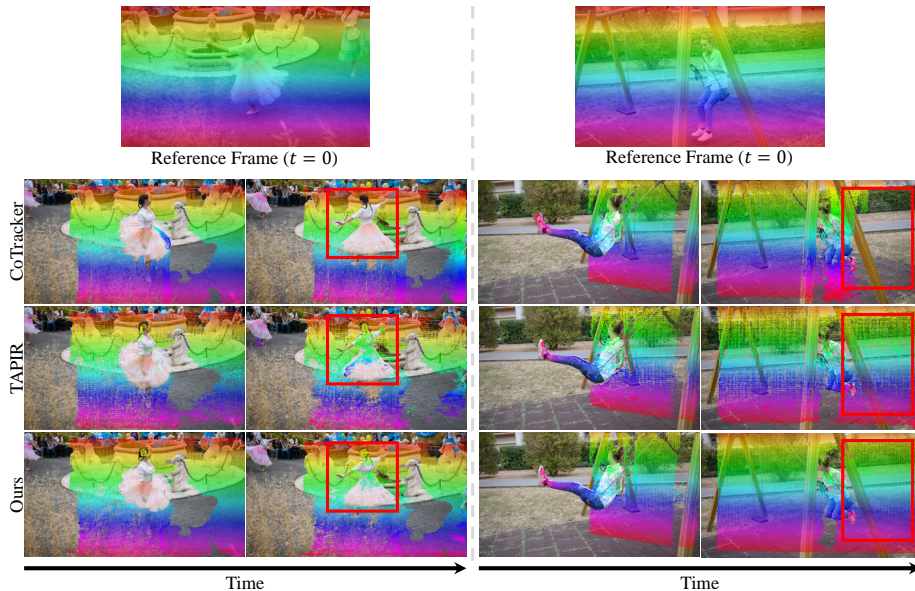 Reference Frame (t = 0)
Reference Frame (t = 0)
CoTracker
TAPIR
Ours
Time
Time